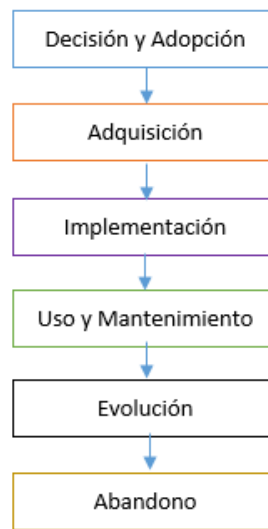 Decisión y Adopción
Adquisición
Implementación
Uso y Mantenimiento
Evolución
Abandono